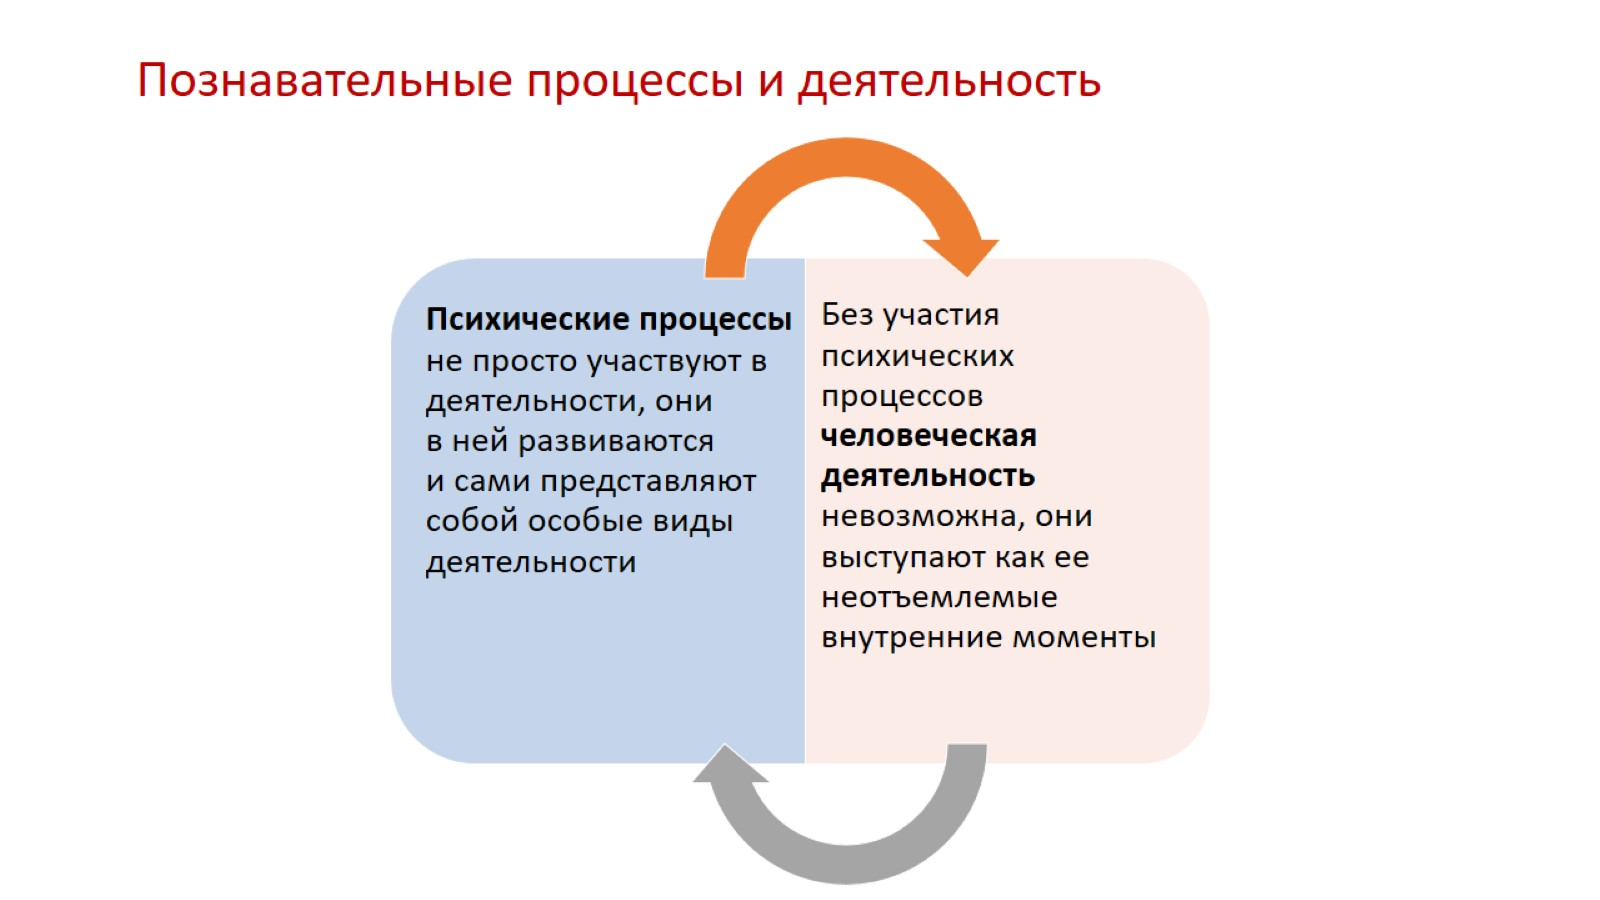 Познавательные процессы и деятельность
Психические процессы
не просто участвуют в
деятельности, они
в ней развиваются
и сами представляют
собой особые виды
деятельности
Без участия
психических
процессов
человеческая
деятельность
невозможна, они
выступают как ее
неотъемлемые
внутренние моменты